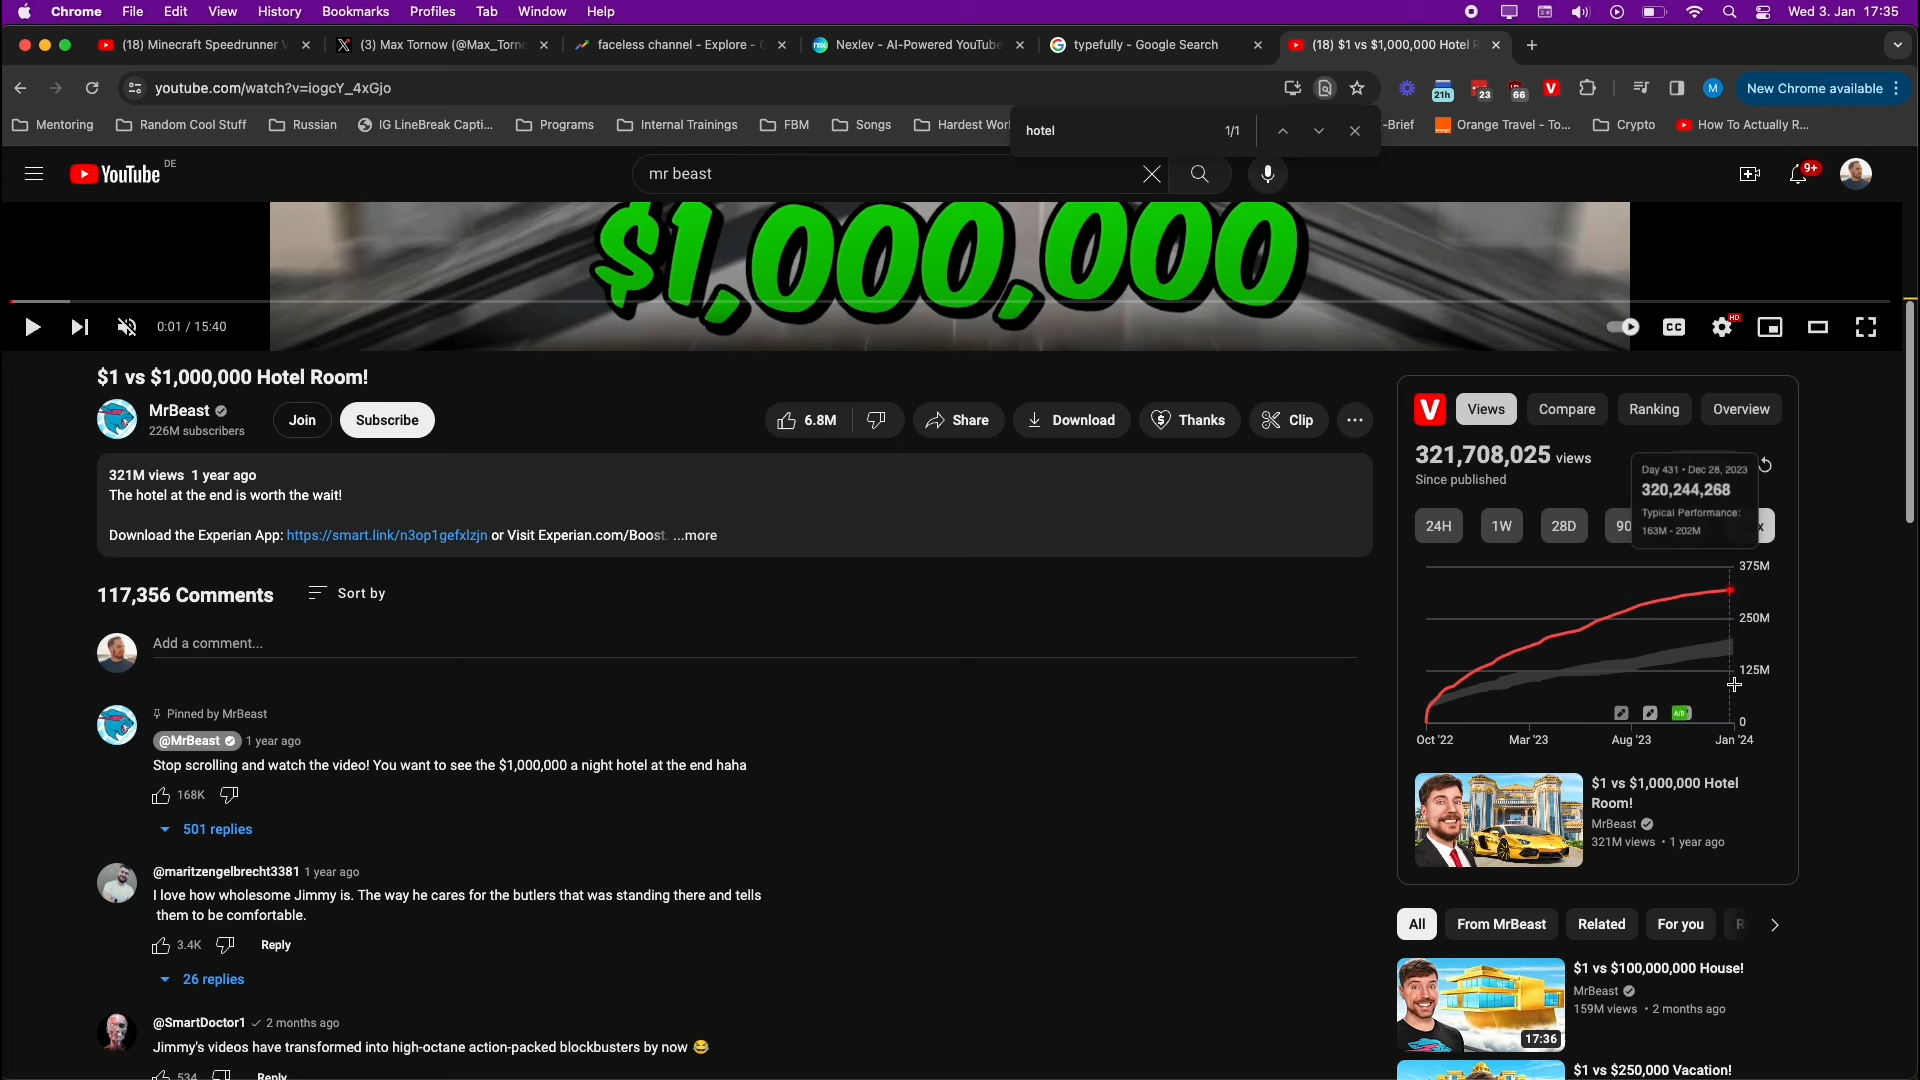 Chrome File Edit View History Bookmarks Profiles Tab Window Help
Wed 3. Jan 17:35
(18) Minecraft Speedrunner
(3) Max Tornow (@Max_Torn
faceless channel - Explore -
Nexlev - AI-Powered YouTube
typefully - Google Search
(18) $1 vs $1,000,000 Hotel R
youtube.com/watch?v=iogcY_4xGjo
21h
23
66
M
New Chrome available
Mentoring
Random Cool Stuff
Russian
IG LineBreak Capti...
Programs
Internal Trainings
FBM
Songs
Hardest Wor
-Brief
Orange Travel - To...
Crypto
How To Actually R...
hotel
1/1
YouTube DE
mr beast
9+
$1,000,000
0:01 / 15:40
CC
HD
$1 vs $1,000,000 Hotel Room!
MrBeast
226M subscribers
Join
Subscribe
6.8M
Share
Download
Thanks
Clip
321M views 1 year ago
The hotel at the end is worth the wait!
Download the Experian App: https://smart.link/n3op1gefxlzjn or Visit Experian.com/Boost. ...more
117,356 Comments
Sort by
Add a comment...
Pinned by MrBeast
@MrBeast 1 year ago
Stop scrolling and watch the video! You want to see the $1,000,000 a night hotel at the end haha
168K
501 replies
@maritzengelbrecht3381 1 year ago
I love how wholesome Jimmy is. The way he cares for the butlers that was standing there and tells
them to be comfortable.
3.4K
Reply
26 replies
@SmartDoctor1 ✓ 2 months ago
Jimmy's videos have transformed into high-octane action-packed blockbusters by now 😂
534
Reply
V
Views
Compare
Ranking
Overview
321,708,025 views
Since published
Day 431 • Dec 28, 2023
320,244,268
Typical Performance:
163M - 202M
24H
1W
28D
90
x
375M
250M
125M
0
A/B
Oct '22
Mar '23
Aug '23
Jan '24
$1 vs $1,000,000 Hotel
Room!
MrBeast
321M views • 1 year ago
All
From MrBeast
Related
For you
R
$1 vs $100,000,000 House!
MrBeast
159M views • 2 months ago
17:36
$1 vs $250,000 Vacation!